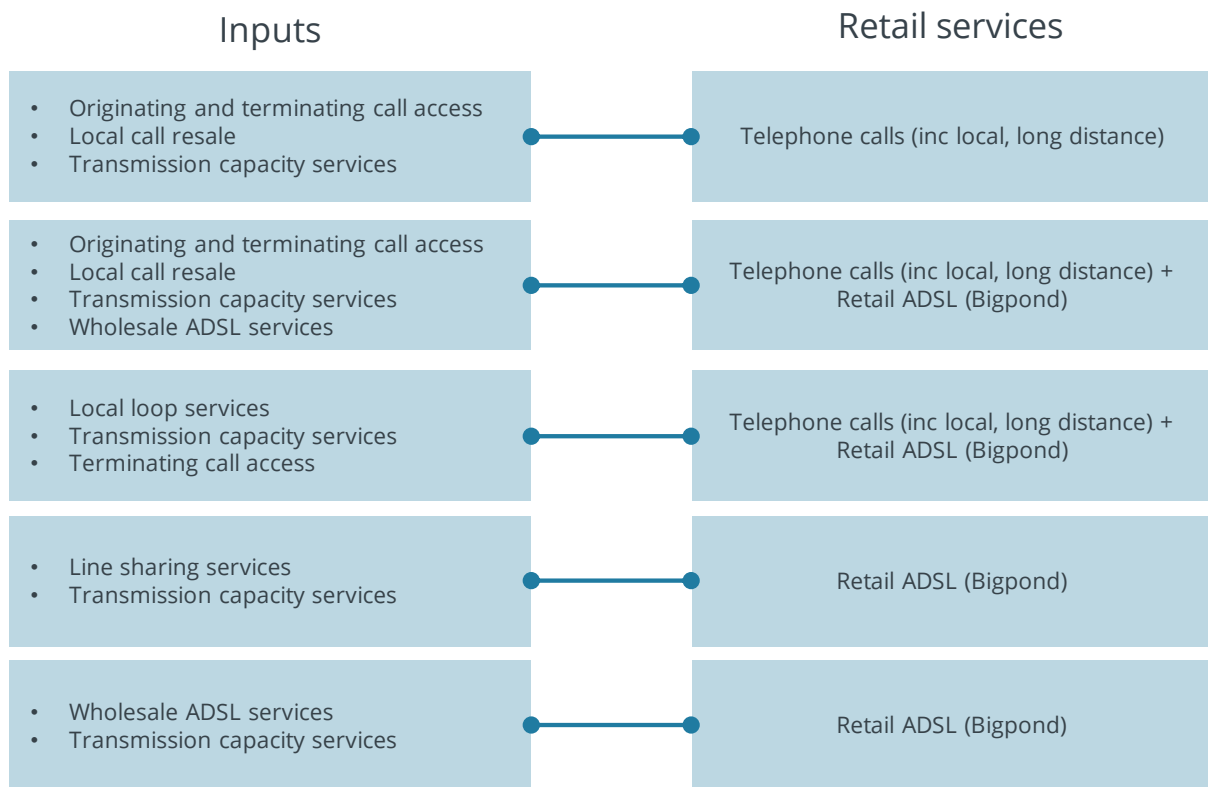 Inputs
Retail services
• Originating and terminating call access
• Local call resale
• Transmission capacity services
Telephone calls (inc local, long distance)
• Originating and terminating call access
• Local call resale
• Transmission capacity services
• Wholesale ADSL services
Telephone calls (inc local, long distance) +
Retail ADSL (Bigpond)
• Local loop services
• Transmission capacity services
• Terminating call access
Telephone calls (inc local, long distance) +
Retail ADSL (Bigpond)
• Line sharing services
• Transmission capacity services
Retail ADSL (Bigpond)
• Wholesale ADSL services
• Transmission capacity services
Retail ADSL (Bigpond)